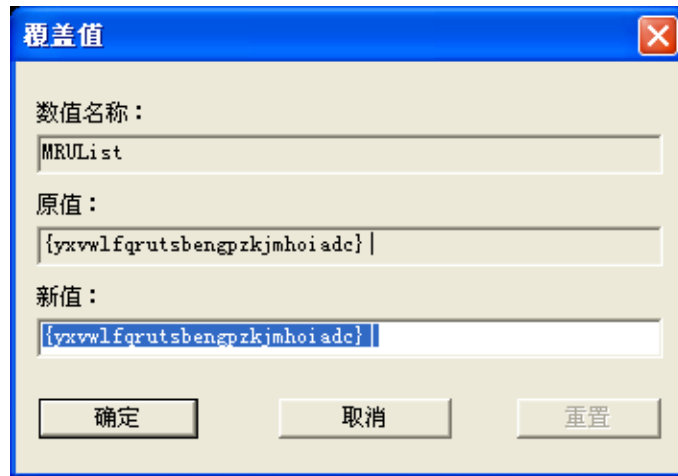 覆盖值
数值名称：
MRUList
原值：
{yxvwlfqrutsbengpzkjmhoiadc} |
新值：
{yxvwlfqrutsbengpzkjmhoiadc} |
确定
取消
重置